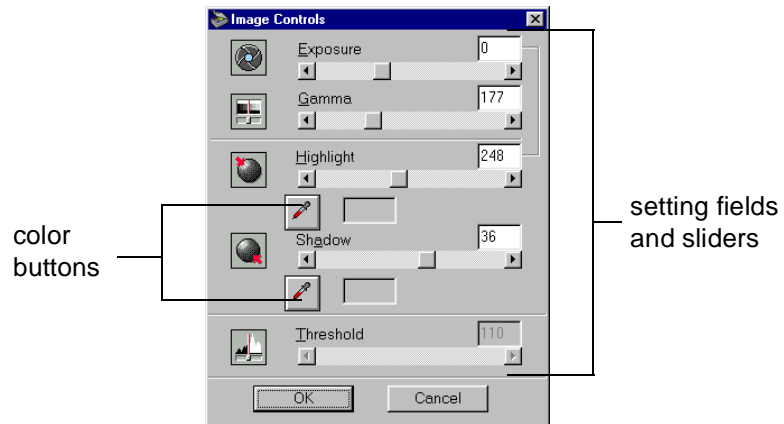 Image Controls
Exposure
0
Gamma
177
Highlight
248
Shadow
36
Threshold
110
OK
Cancel
color
buttons
setting fields
and sliders